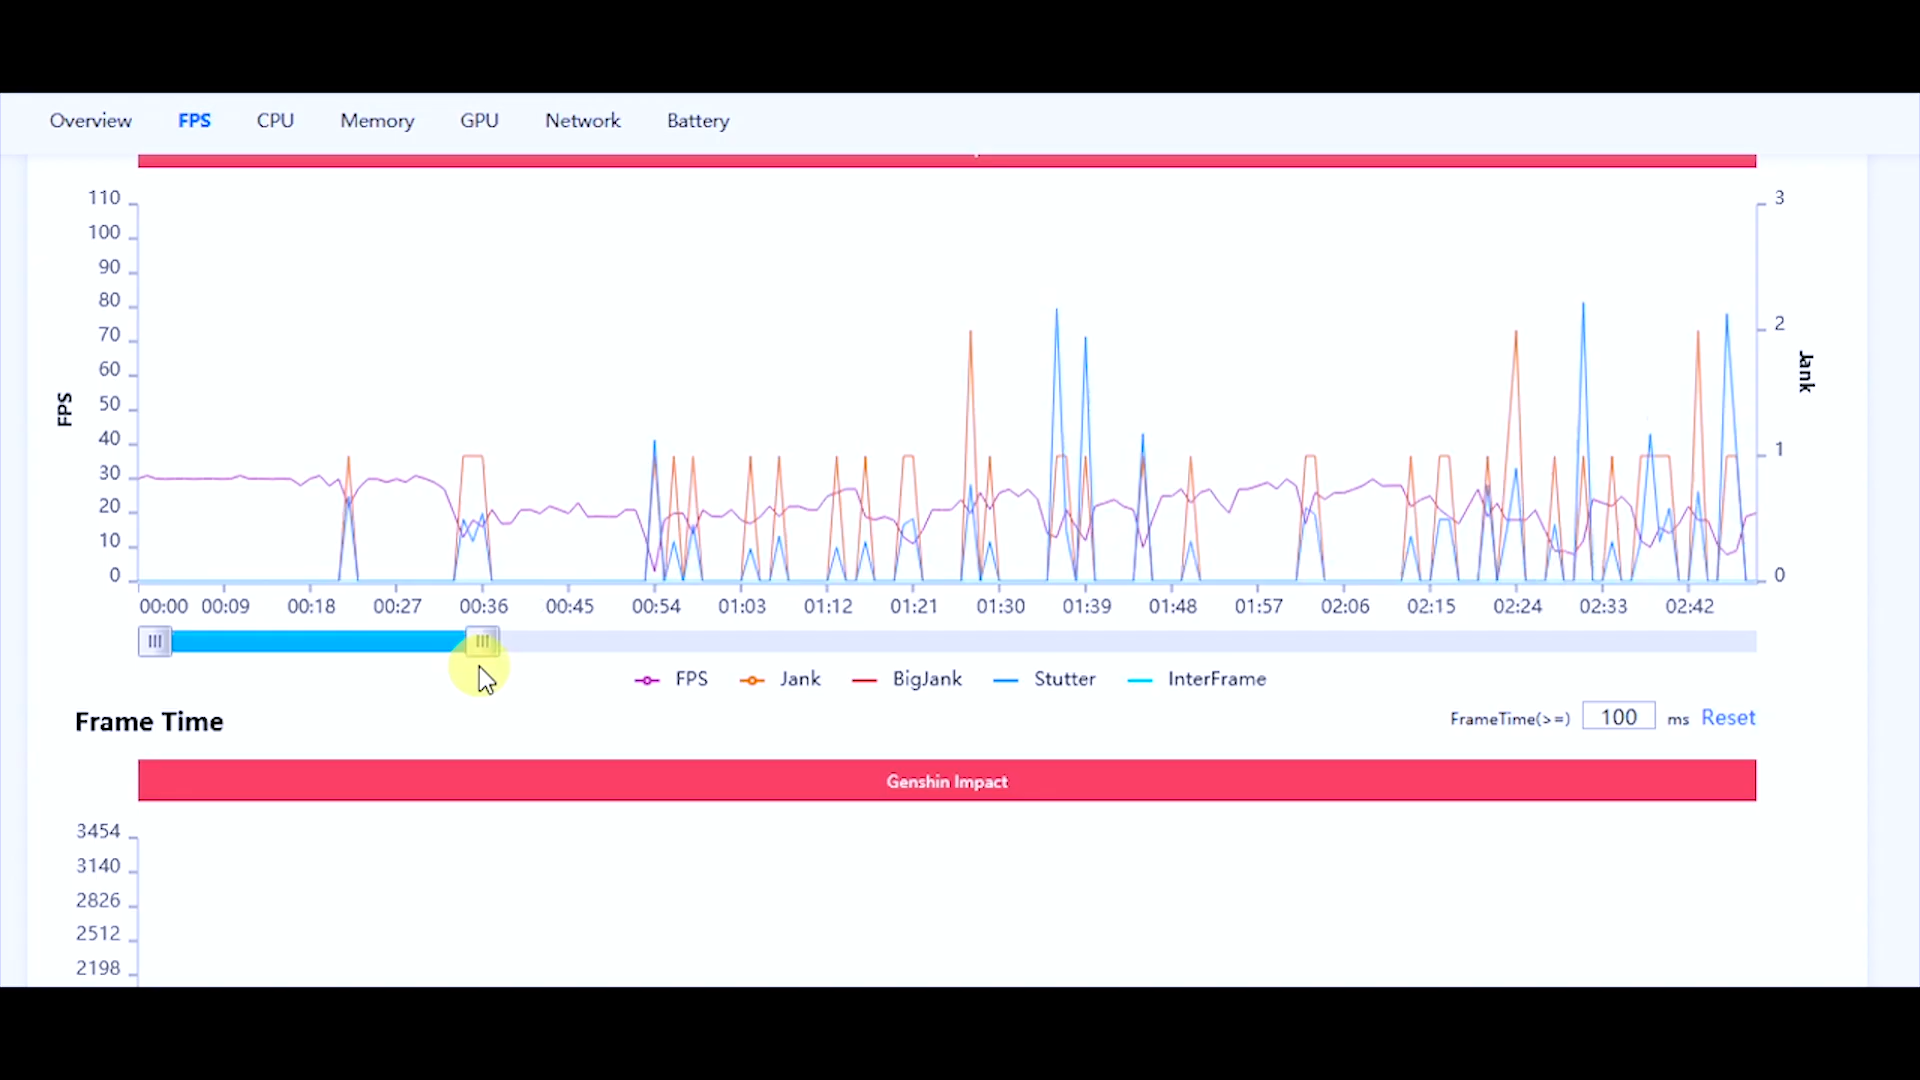 Overview FPS CPU Memory GPU Network Battery
110
100
90
80
70
60
50
40
30
20
10
0
FPS
3
2
1
0
Jank
00:00 00:09 00:18 00:27 00:36 00:45 00:54 01:03 01:12 01:21 01:30 01:39 01:48 01:57 02:06 02:15 02:24 02:33 02:42
FPS Jank BigJank Stutter InterFrame
Frame Time
FrameTime(>=) 100 ms Reset
Genshin Impact
3454
3140
2826
2512
2198